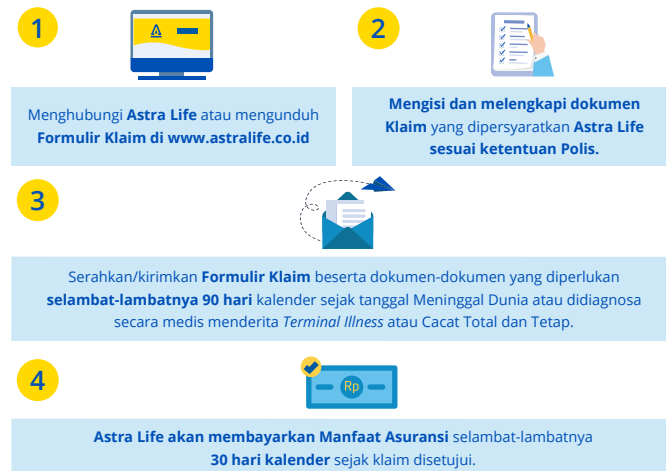 1
Menghubungi Astra Life atau mengunduh
Formulir Klaim di www.astralife.co.id
2
Mengisi dan melengkapi dokumen
Klaim yang dipersyaratkan Astra Life
sesuai ketentuan Polis.
3
Serahkan/kirimkan Formulir Klaim beserta dokumen-dokumen yang diperlukan
selambat-lambatnya 90 hari kalender sejak tanggal Meninggal Dunia atau didiagnosa
secara medis menderita Terminal Illness atau Cacat Total dan Tetap.
4
Rp
Astra Life akan membayarkan Manfaat Asuransi selambat-lambatnya
30 hari kalender sejak klaim disetujui.